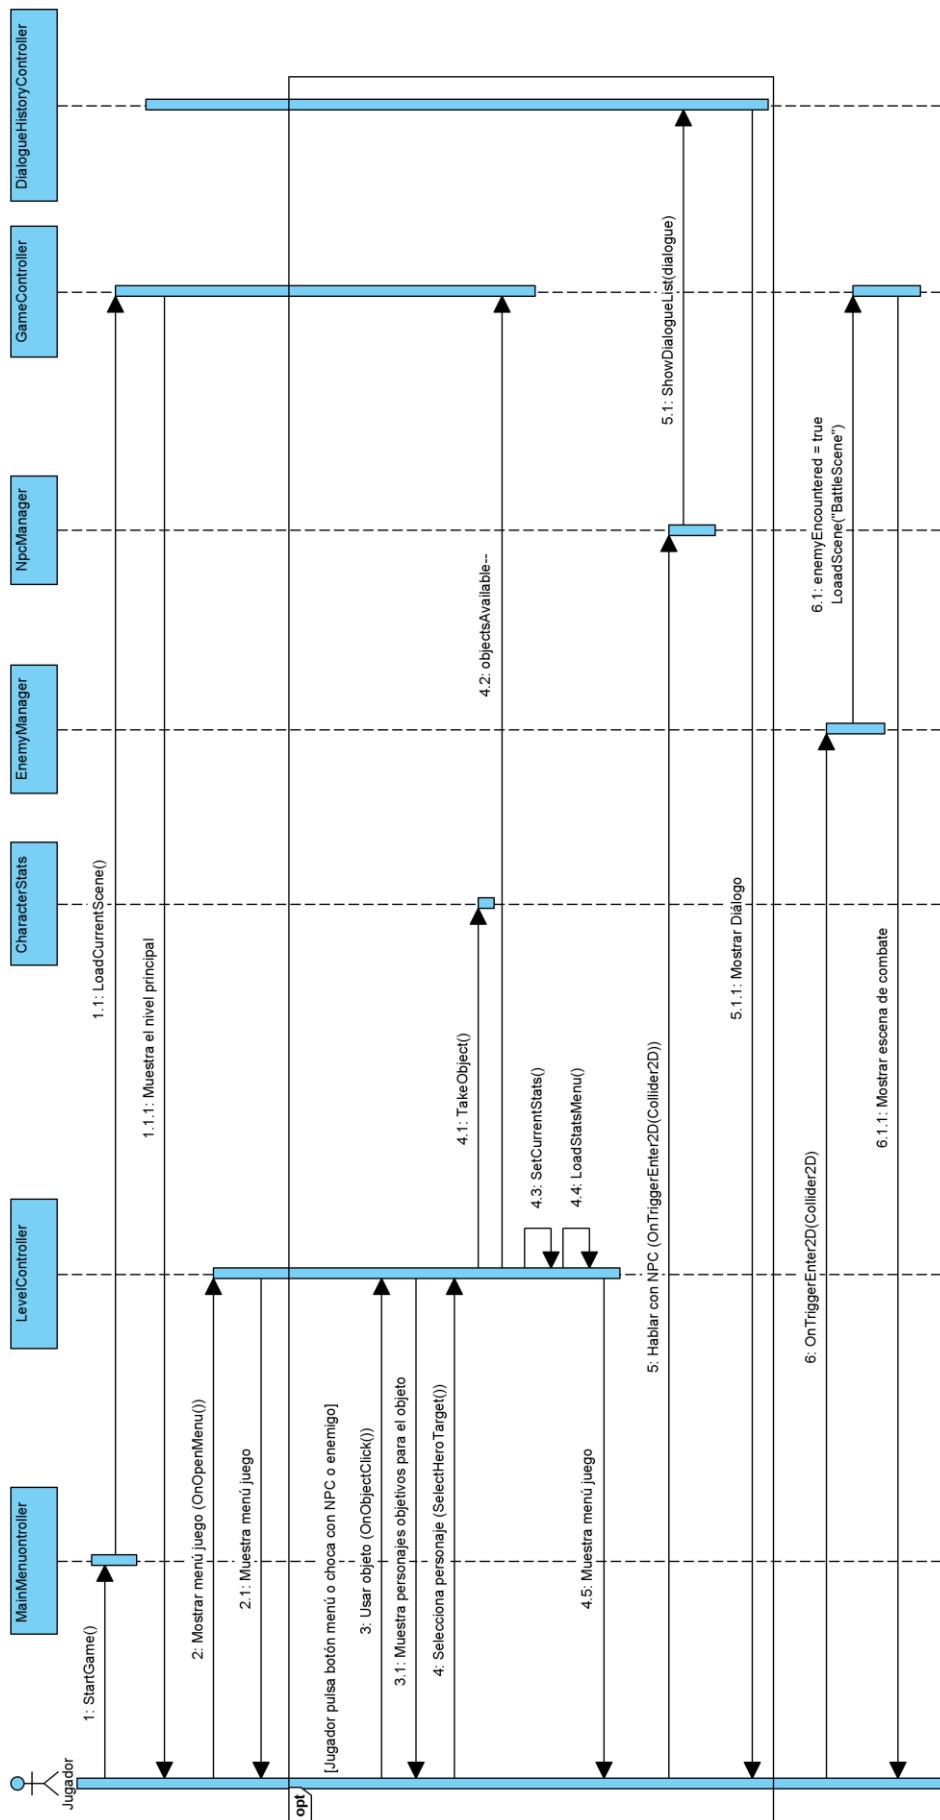 Jugador
MainMenuontroller
LevelController
CharacterStats
EnemyManager
NpcManager
GameController
DialogueHistoryController
1: StartGame()
1.1: LoadCurrentScene()
1.1.1: Muestra el nivel principal
2: Mostrar menú juego (OnOpenMenu())
2.1: Muestra menú juego
opt
[Jugador pulsa botón menú o choca con NPC o enemigo]
3: Usar objeto (OnObjectClick())
3.1: Muestra personajes objetivos para el objeto
4: Selecciona personaje (SelectHeroTarget())
4.1: TakeObject()
4.2: objectsAvailable--
4.3: SetCurrentStats()
4.4: LoadStatsMenu()
4.5: Muestra menú juego
5: Hablar con NPC (OnTriggerEnter2D(Collider2D))
5.1: ShowDialogueList(dialogue)
5.1.1: Mostrar Diálogo
6: OnTriggerEnter2D(Collider2D)
6.1: enemyEncountered = true
LoaadScene("BattleScene")
6.1.1: Mostrar escena de combate